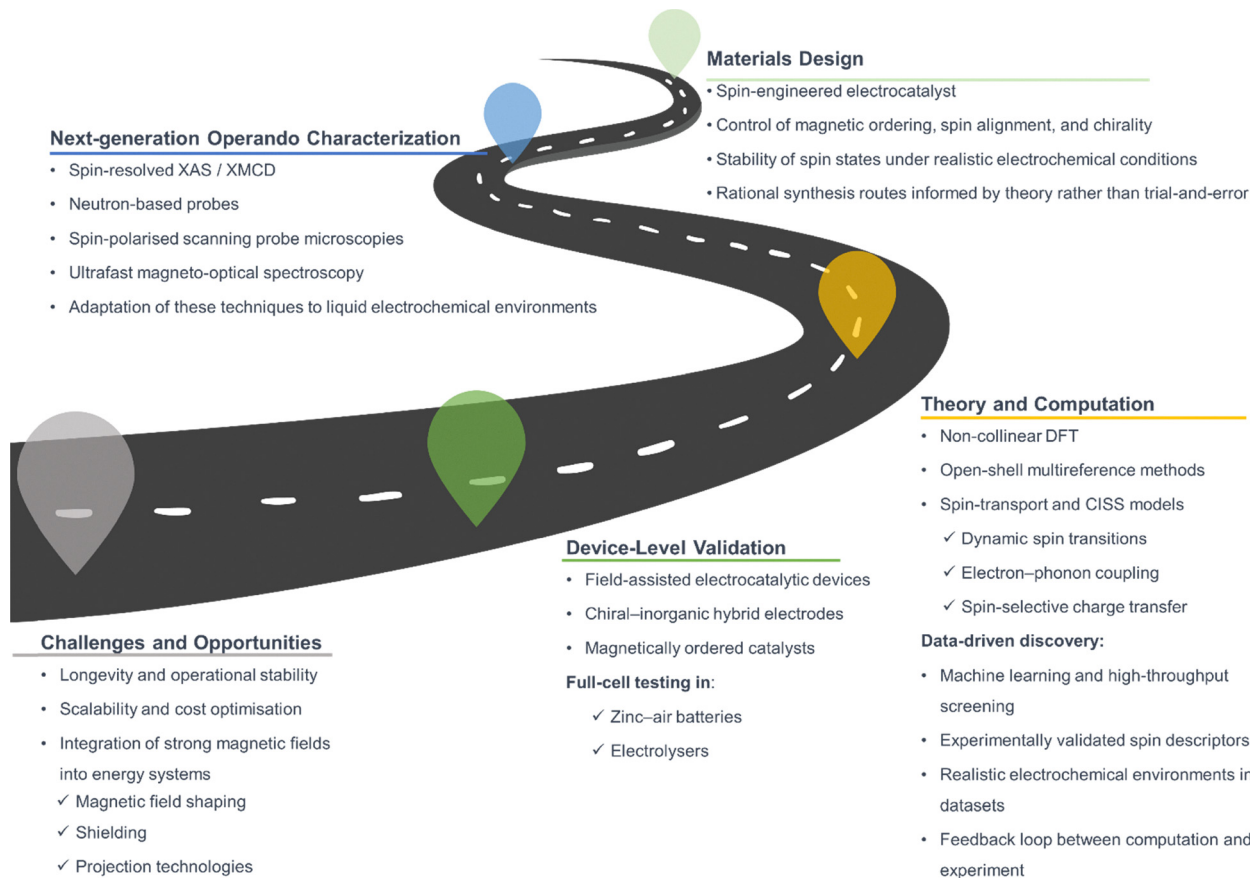 Materials Design
• Spin-engineered electrocatalyst
• Control of magnetic ordering, spin alignment, and chirality
• Stability of spin states under realistic electrochemical conditions
• Rational synthesis routes informed by theory rather than trial-and-error
Next-generation Operando Characterization
• Spin-resolved XAS / XMCD
• Neutron-based probes
• Spin-polarised scanning probe microscopies
• Ultrafast magneto-optical spectroscopy
• Adaptation of these techniques to liquid electrochemical environments
Theory and Computation
• Non-collinear DFT
• Open-shell multireference methods
• Spin-transport and CISS models
✓ Dynamic spin transitions
✓ Electron–phonon coupling
✓ Spin-selective charge transfer
Data-driven discovery:
• Machine learning and high-throughput
screening
• Experimentally validated spin descriptors
• Realistic electrochemical environments in
datasets
• Feedback loop between computation and
experiment
Device-Level Validation
• Field-assisted electrocatalytic devices
• Chiral–inorganic hybrid electrodes
• Magnetically ordered catalysts
Full-cell testing in:
✓ Zinc–air batteries
✓ Electrolysers
Challenges and Opportunities
• Longevity and operational stability
• Scalability and cost optimisation
• Integration of strong magnetic fields
into energy systems
✓ Magnetic field shaping
✓ Shielding
✓ Projection technologies